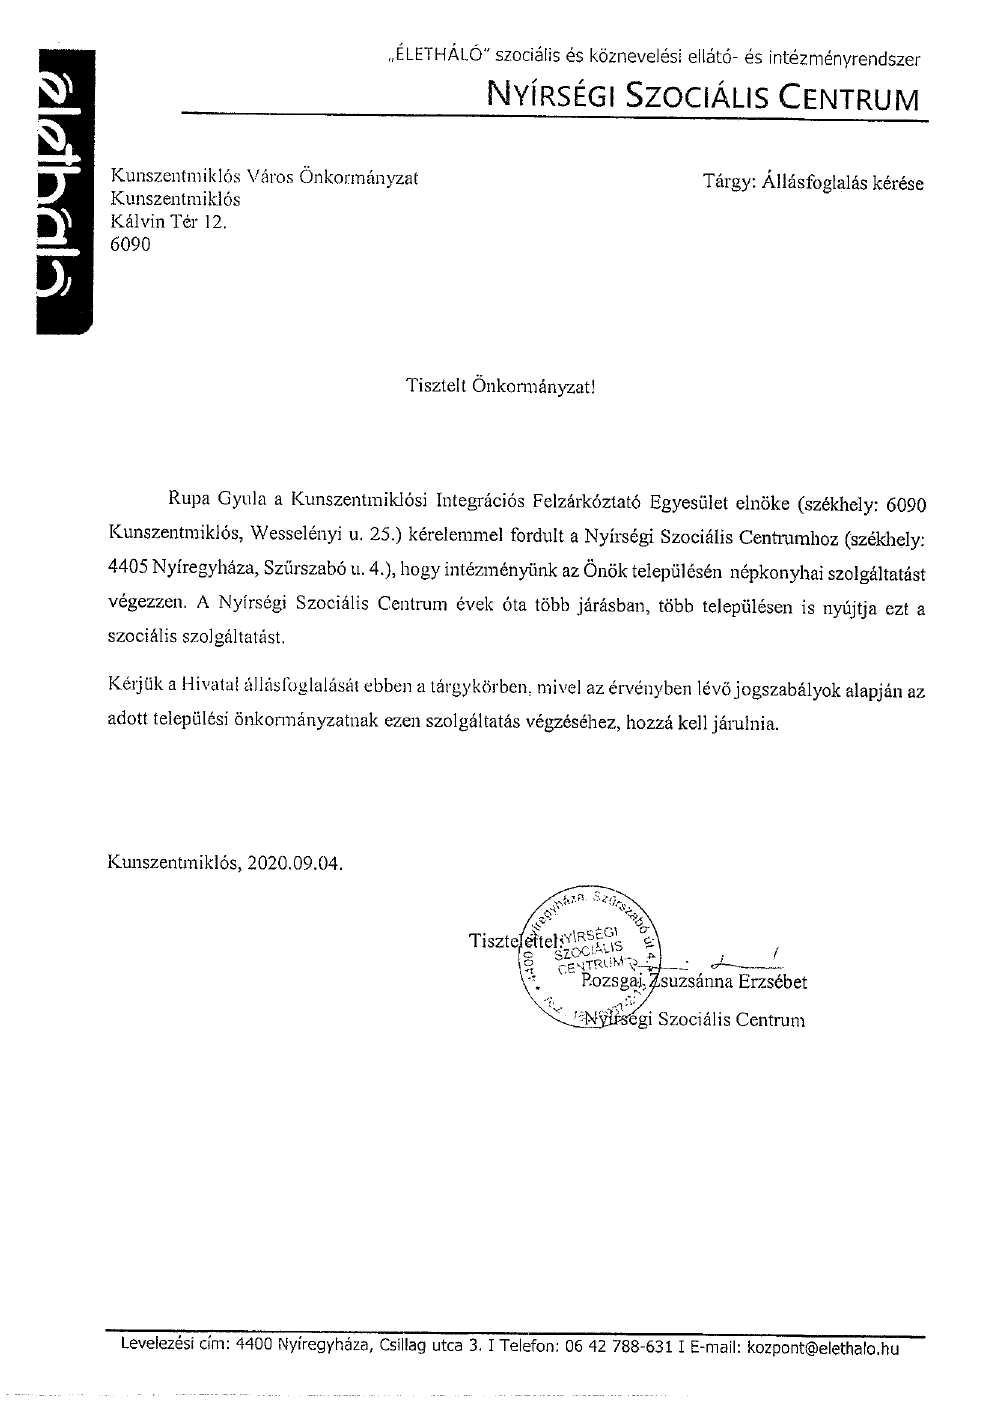 életháló
„ÉLETHÁLÓ" szociális és köznevelési ellátó- és intézményrendszer
NYÍRSÉGI SZOCIÁLIS CENTRUM
Kunszentmiklós Város Önkormányzat
Kunszentmiklós
Kálvin Tér 12.
6090
Tárgy: Állásfoglalás kérése
Tisztelt Önkormányzat!
Rupa Gyula a Kunszentmiklósi Integrációs Felzárkóztató Egyesület elnöke (székhely: 6090
Kunszentmiklós, Wesselényi u. 25.) kérelemmel fordult a Nyírségi Szociális Centrumhoz (székhely:
4405 Nyíregyháza, Szűrszabó u. 4.), hogy intézményünk az Önök településén népkonyhai szolgáltatást
végezzen. A Nyírségi Szociális Centrum évek óta több járásban, több településen is nyújtja ezt a
szociális szolgáltatást.
Kérjük a Hivatal állásfoglalását ebben a tárgykörben, mivel az érvényben lévő jogszabályok alapján az
adott települési önkormányzatnak ezen szolgáltatás végzéséhez, hozzá kell járulnia.
Kunszentmiklós, 2020.09.04.
Tisztelettel:
4400 Nyíregyháza, Szűrszabó út 4.
NYÍRSÉGI
SZOCIÁLIS
CENTRUM
Pozsgai Zsuzsánna Erzsébet
Nyírségi Szociális Centrum
Levelezési cím: 4400 Nyíregyháza, Csillag utca 3. I Telefon: 06 42 788-631 I E-mail: kozpont@elethalo.hu